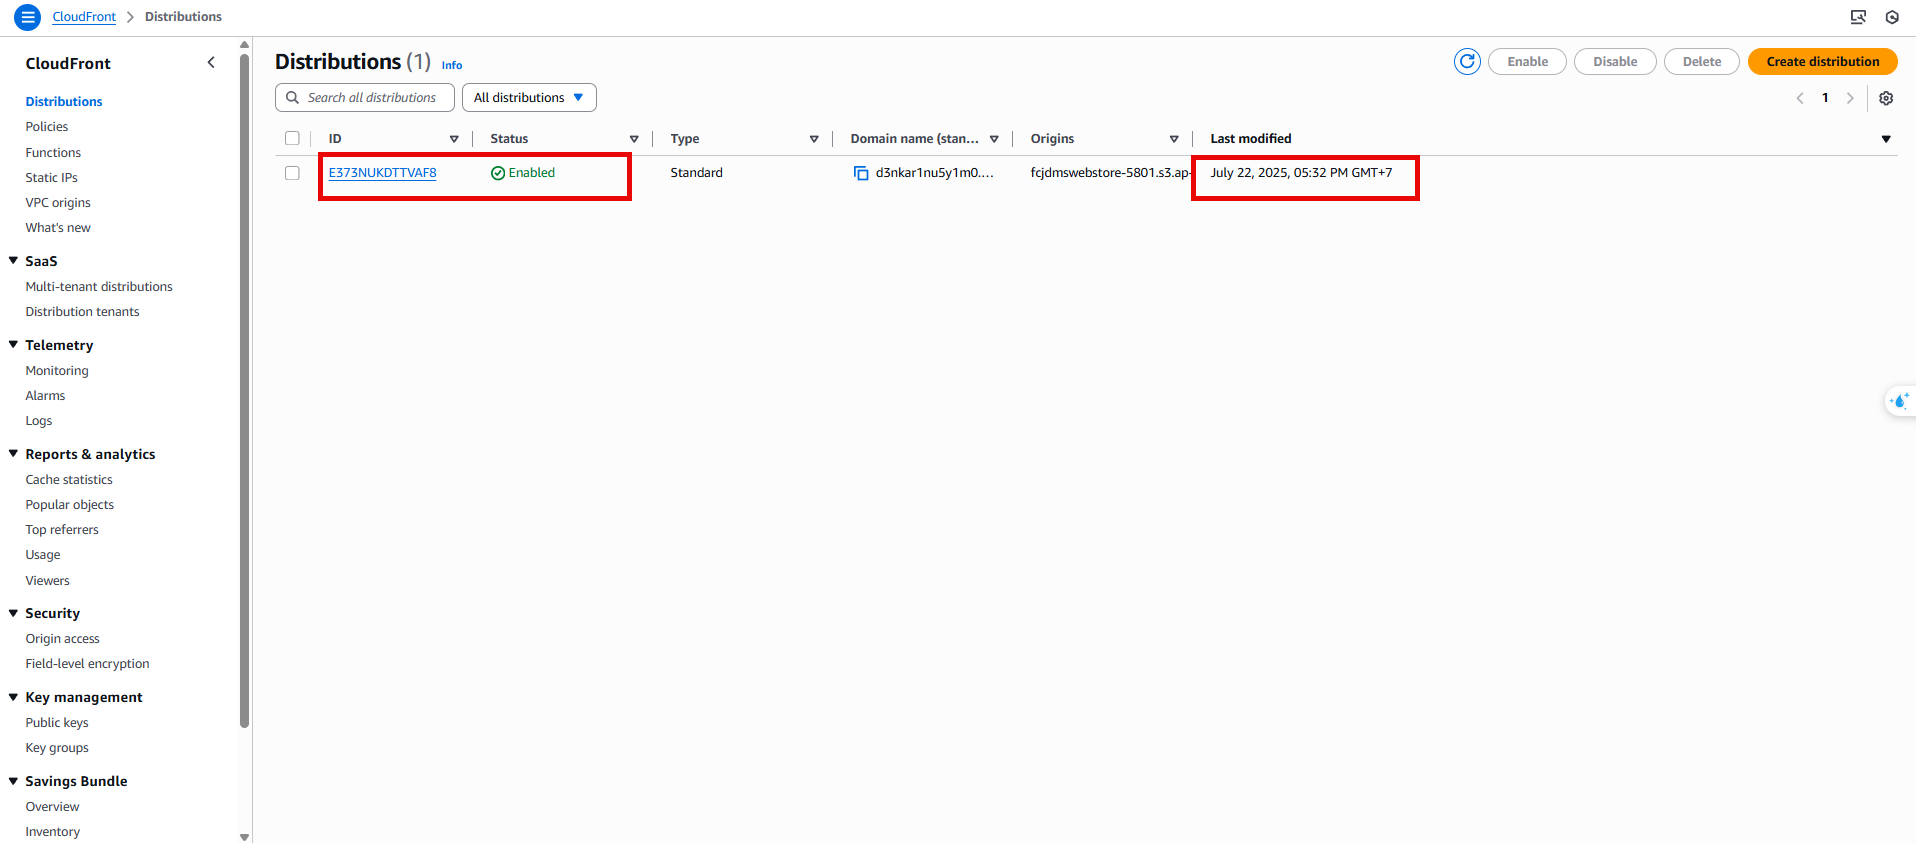 CloudFront > Distributions
CloudFront
Distributions
Policies
Functions
Static IPs
VPC origins
What's new
SaaS
Multi-tenant distributions
Distribution tenants
Telemetry
Monitoring
Alarms
Logs
Reports & analytics
Cache statistics
Popular objects
Top referrers
Usage
Viewers
Security
Origin access
Field-level encryption
Key management
Public keys
Key groups
Savings Bundle
Overview
Inventory
Distributions (1) Info
Enable Disable Delete Create distribution
Search all distributions All distributions
1
ID Status Type Domain name (stan... Origins Last modified
E373NUKDTTVAF8 Enabled Standard d3nkar1nu5y1m0.... fcjdmswebstore-5801.s3.ap- July 22, 2025, 05:32 PM GMT+7